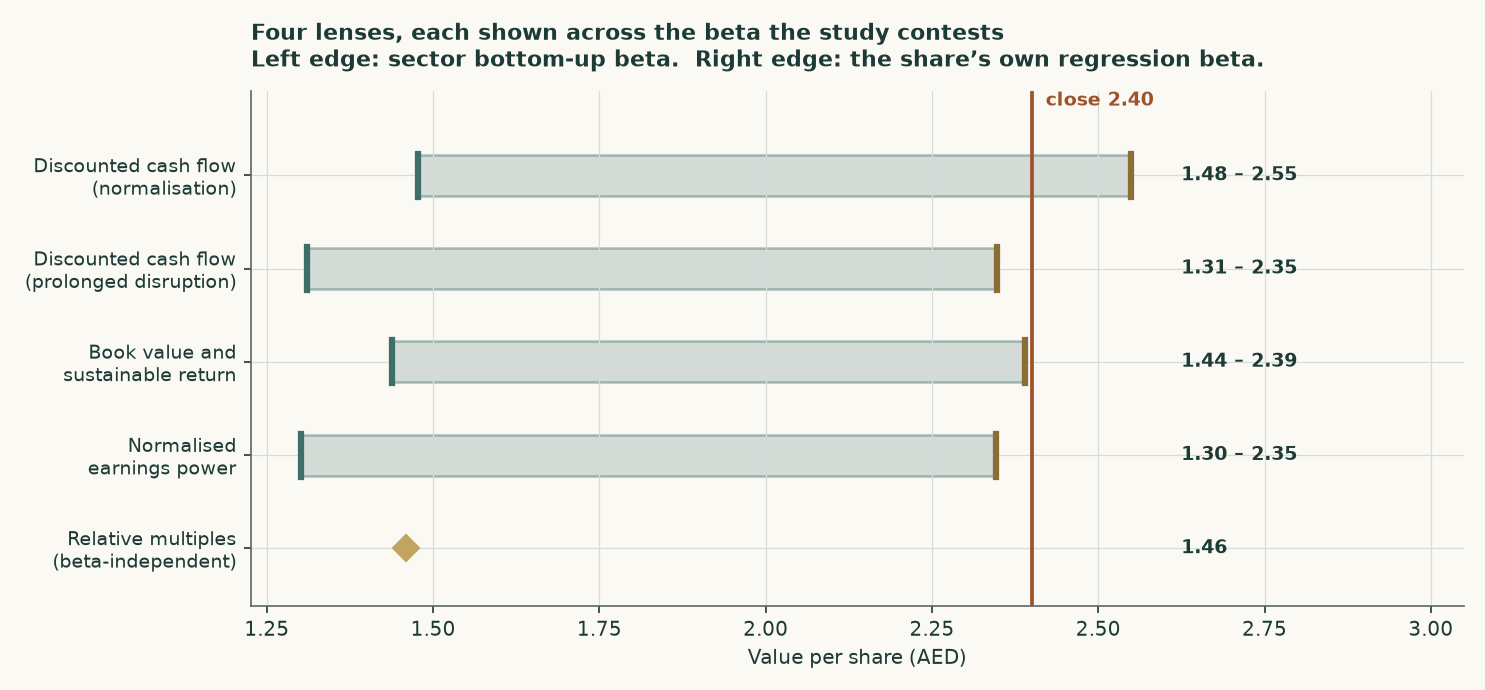 Four lenses, each shown across the beta the study contests
Left edge: sector bottom-up beta.  Right edge: the share’s own regression beta.
close 2.40
Discounted cash flow
(normalisation)
1.48 – 2.55
Discounted cash flow
(prolonged disruption)
1.31 – 2.35
Book value and
sustainable return
1.44 – 2.39
Normalised
earnings power
1.30 – 2.35
Relative multiples
(beta-independent)
1.46
1.25 1.50 1.75 2.00 2.25 2.50 2.75 3.00
Value per share (AED)